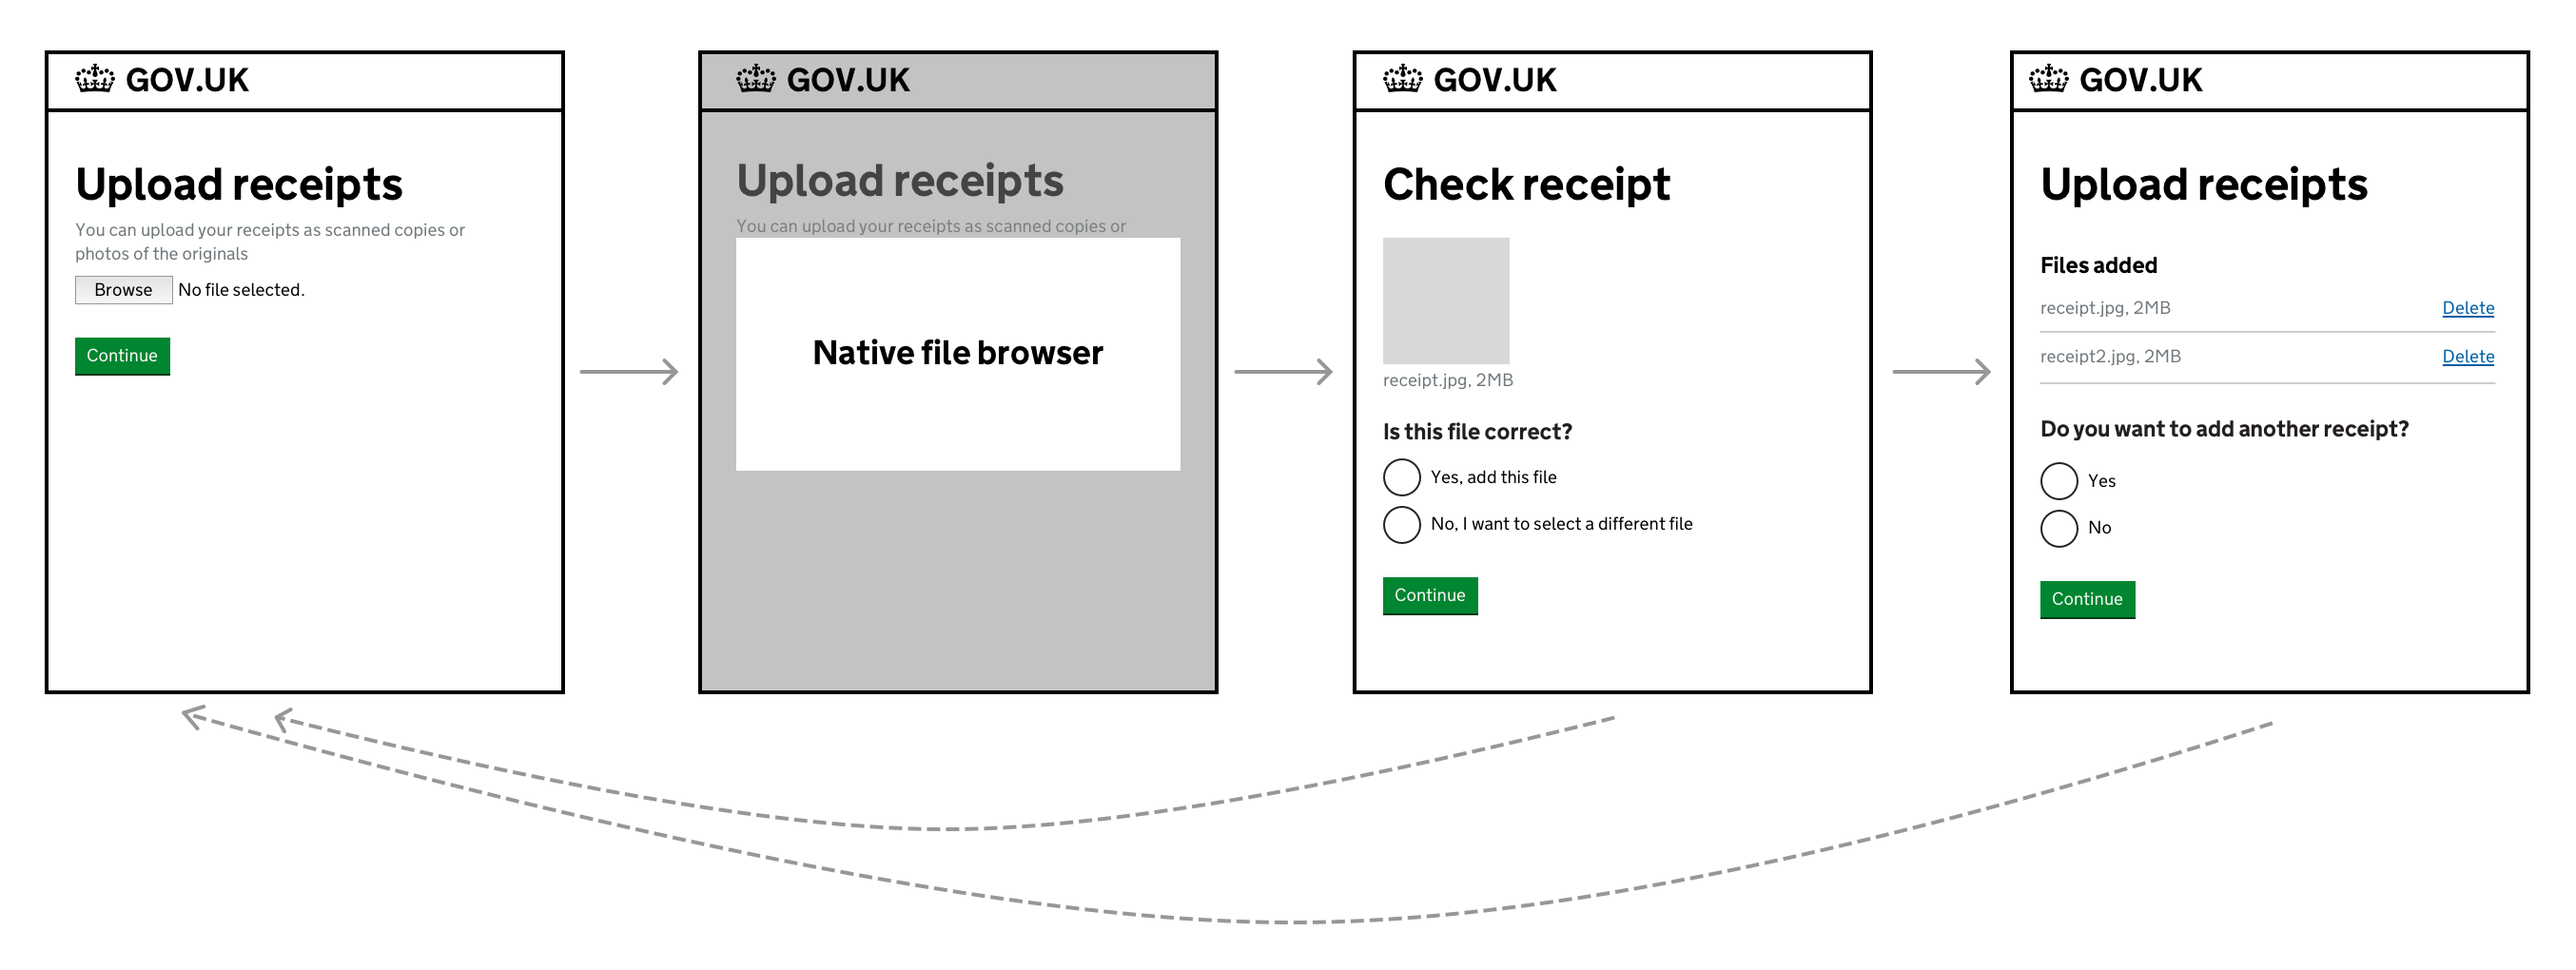 GOV.UK
Upload receipts
You can upload your receipts as scanned copies or
photos of the originals
Browse No file selected.
Continue
GOV.UK
Upload receipts
You can upload your receipts as scanned copies or
Native file browser
GOV.UK
Check receipt
receipt.jpg, 2MB
Is this file correct?
Yes, add this file
No, I want to select a different file
Continue
GOV.UK
Upload receipts
Files added
receipt.jpg, 2MB Delete
receipt2.jpg, 2MB Delete
Do you want to add another receipt?
Yes
No
Continue